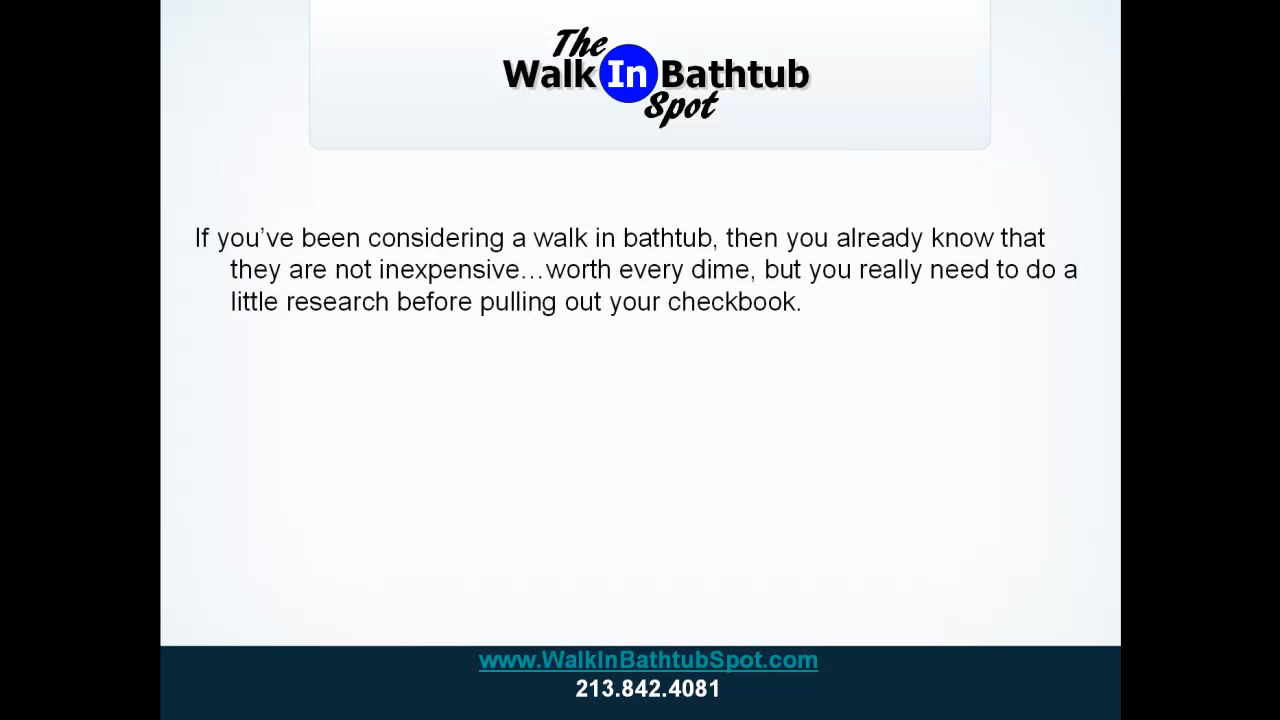 The
Walk In Bathtub
Spot
If you’ve been considering a walk in bathtub, then you already know that
they are not inexpensive…worth every dime, but you really need to do a
little research before pulling out your checkbook.
www.WalkInBathtubSpot.com
213.842.4081